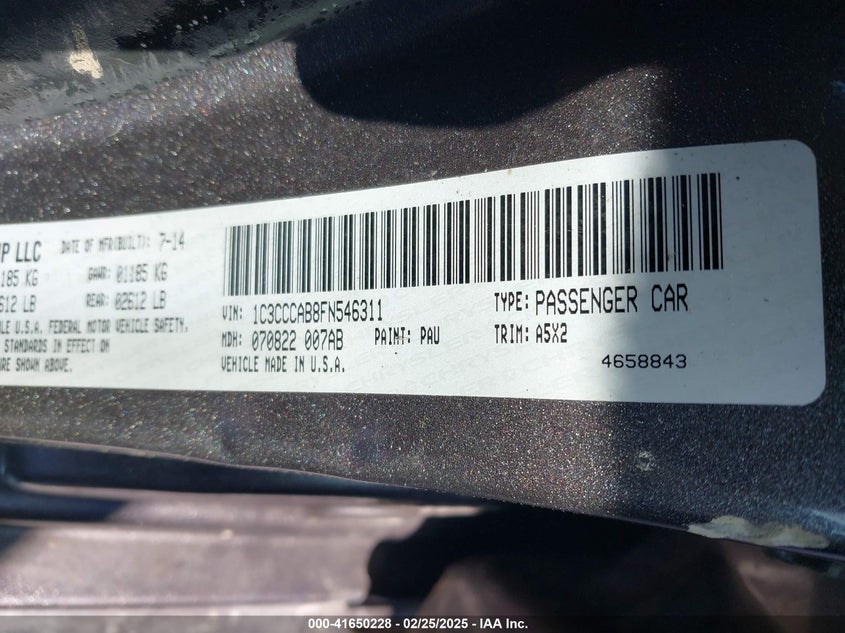 UP LLC
DATE OF MFR(BUILT): 7-14
185 KG GAWR: 01185 KG
612 LB REAR: 02612 LB
BLE U.S.A. FEDERAL MOTOR VEHICLE SAFETY,
STANDARDS IN EFFECT ON
URE SHOWN ABOVE.
VIN: 1C3CCCAB8FN546311 TYPE: PASSENGER CAR
MDH: 070822 007AB PAINT: PAU TRIM: A5X2
VEHICLE MADE IN U.S.A.
4658843
000-41650228 - 02/25/2025 - IAA Inc.